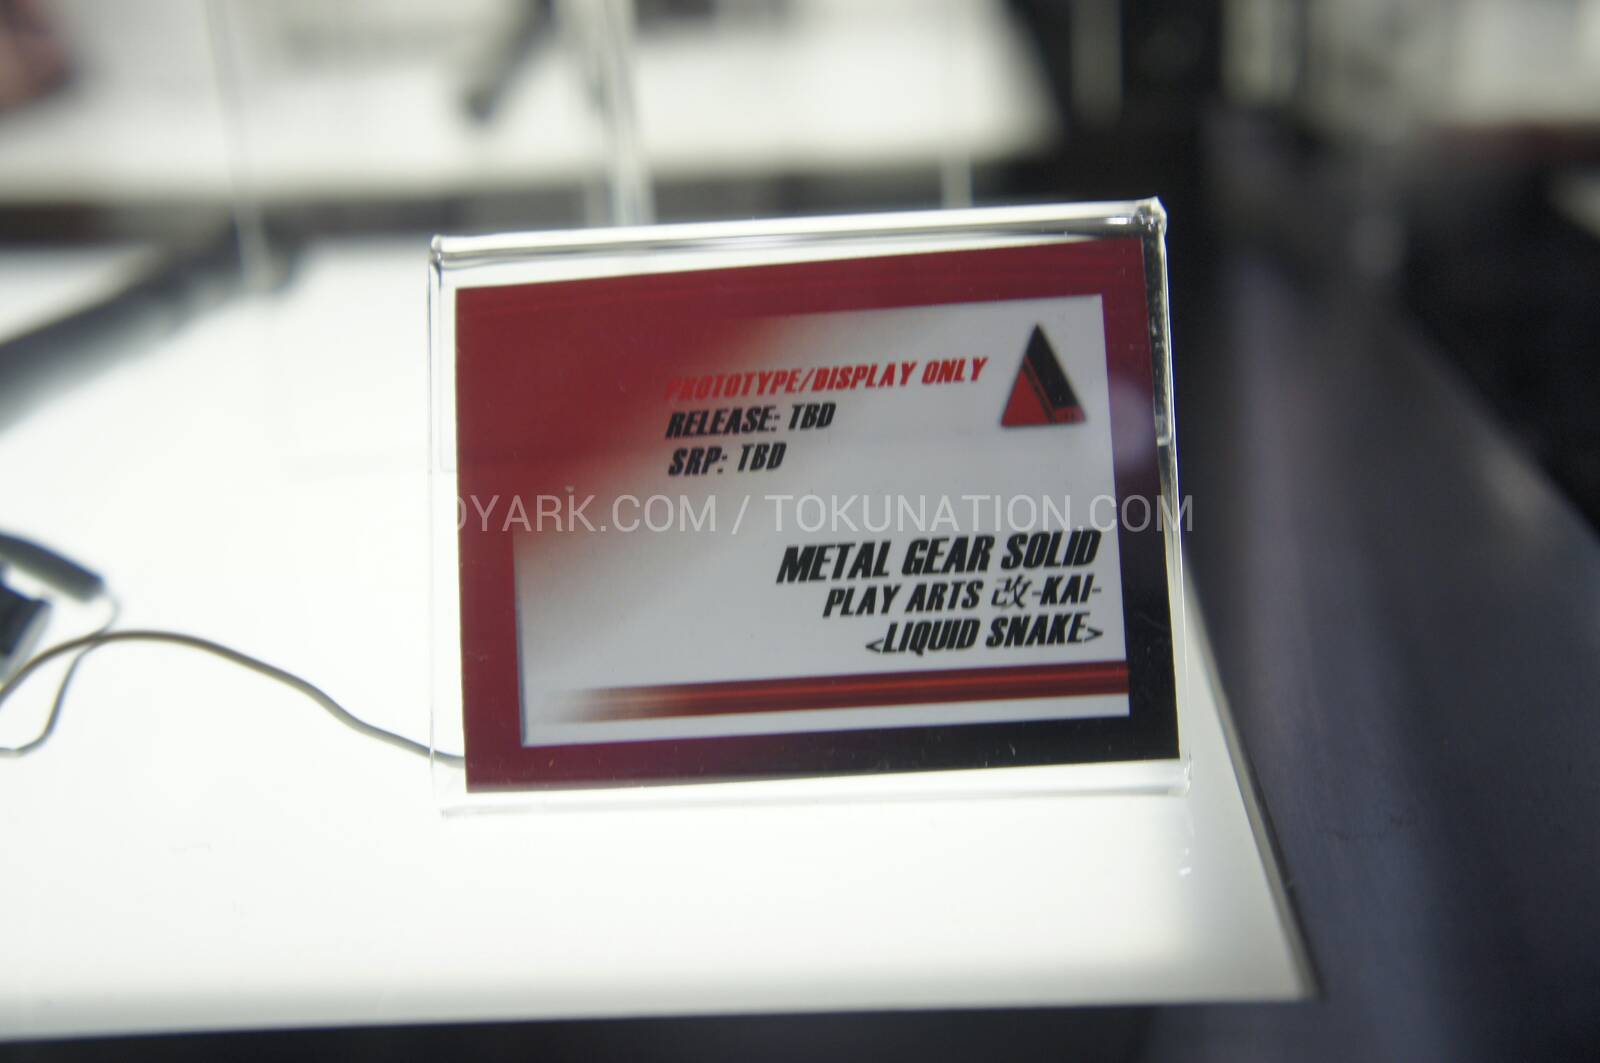 PROTOTYPE/DISPLAY ONLY
RELEASE: TBD
SRP: TBD
OYARK.COM / TOKUNATION.COM
METAL GEAR SOLID
PLAY ARTS 改-KAI-
<LIQUID SNAKE>